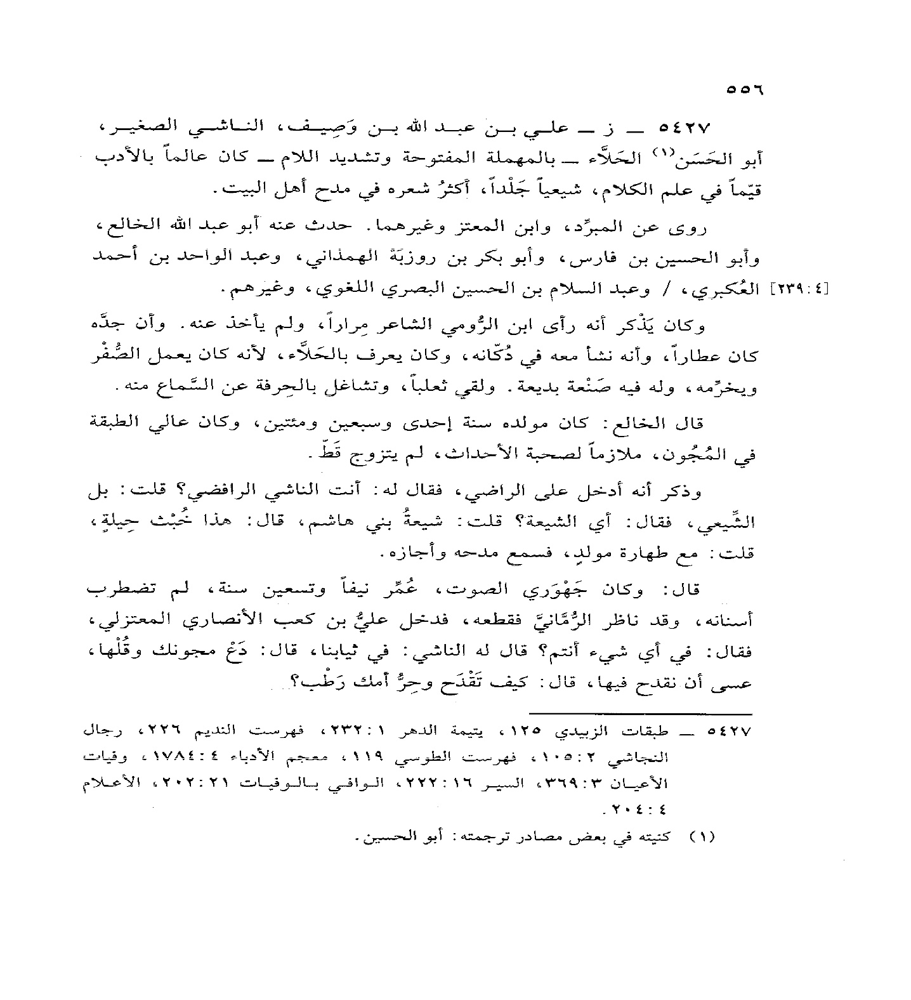 ٥٥٦
٥٤٢٧ ــ ز ــ علي بن عبد الله بن وَصِيف، الناشي الصغير،
أبو الحَسَن(١) الحَلَّاء ــ بالمهملة المفتوحة وتشديد اللام ــ كان عالماً بالأدب
قيّماً في علم الكلام، شيعياً جَلْداً، أكثرُ شعره في مدح أهل البيت.
روى عن المبرِّد، وابن المعتز وغيرهما. حدث عنه أبو عبد الله الخالع،
وأبو الحسين بن فارس، وأبو بكر بن روزبَهْ الهمذاني، وعبد الواحد بن أحمد
[٤: ٢٣٩] العُكبري، / وعبد السلام بن الحسين البصري اللغوي، وغيرهم.
وكان يَذْكر أنه رأى ابن الرُّومي الشاعر مِراراً، ولم يأخذ عنه. وأن جدَّه
كان عطاراً، وأنه نشأ معه في دُكّانه، وكان يعرف بالحَلَّاء، لأنه كان يعمل الصُّفْر
ويخرِّمه، وله فيه صَنْعة بديعة. ولقي ثعلباً، وتشاغل بالحِرفة عن السَّماع منه.
قال الخالع: كان مولده سنة إحدى وسبعين ومئتين، وكان عالي الطبقة
في المُجُون، ملازماً لصحبة الأحداث، لم يتزوج قَطّ.
وذكر أنه أدخل على الراضي، فقال له: أنت الناشي الرافضي؟ قلت: بل
الشِّيعي، فقال: أي الشيعة؟ قلت: شيعةُ بني هاشم، قال: هذا خُبْث حِيلةٍ،
قلت: مع طهارة مولدٍ، فسمع مدحه وأجازه.
قال: وكان جَهْوَري الصوت، عُمِّر نيفاً وتسعين سنة، لم تضطرب
أسنانه، وقد ناظر الرُّمَّانيَّ فقطعه، فدخل عليُّ بن كعب الأنصاري المعتزلي،
فقال: في أي شيء أنتم؟ قال له الناشي: في ثيابنا، قال: دَعْ مجونك وقُلْها،
عسى أن نقدح فيها، قال: كيف تَقْدَح وحِرُّ أمك رَطْب؟
٥٤٢٧ ــ طبقات الزبيدي ١٢٥، يتيمة الدهر ١: ٢٣٢، فهرست النديم ٢٢٦، رجال
النجاشي ٢: ١٠٥، فهرست الطوسي ١١٩، معجم الأدباء ٤: ١٧٨٤، وفيات
الأعيان ٣: ٣٦٩، السير ١٦: ٢٢٢، الوافي بالوفيات ٢١: ٢٠٢، الأعلام
٤: ٢٠٤.
(١) كنيته في بعض مصادر ترجمته: أبو الحسين.